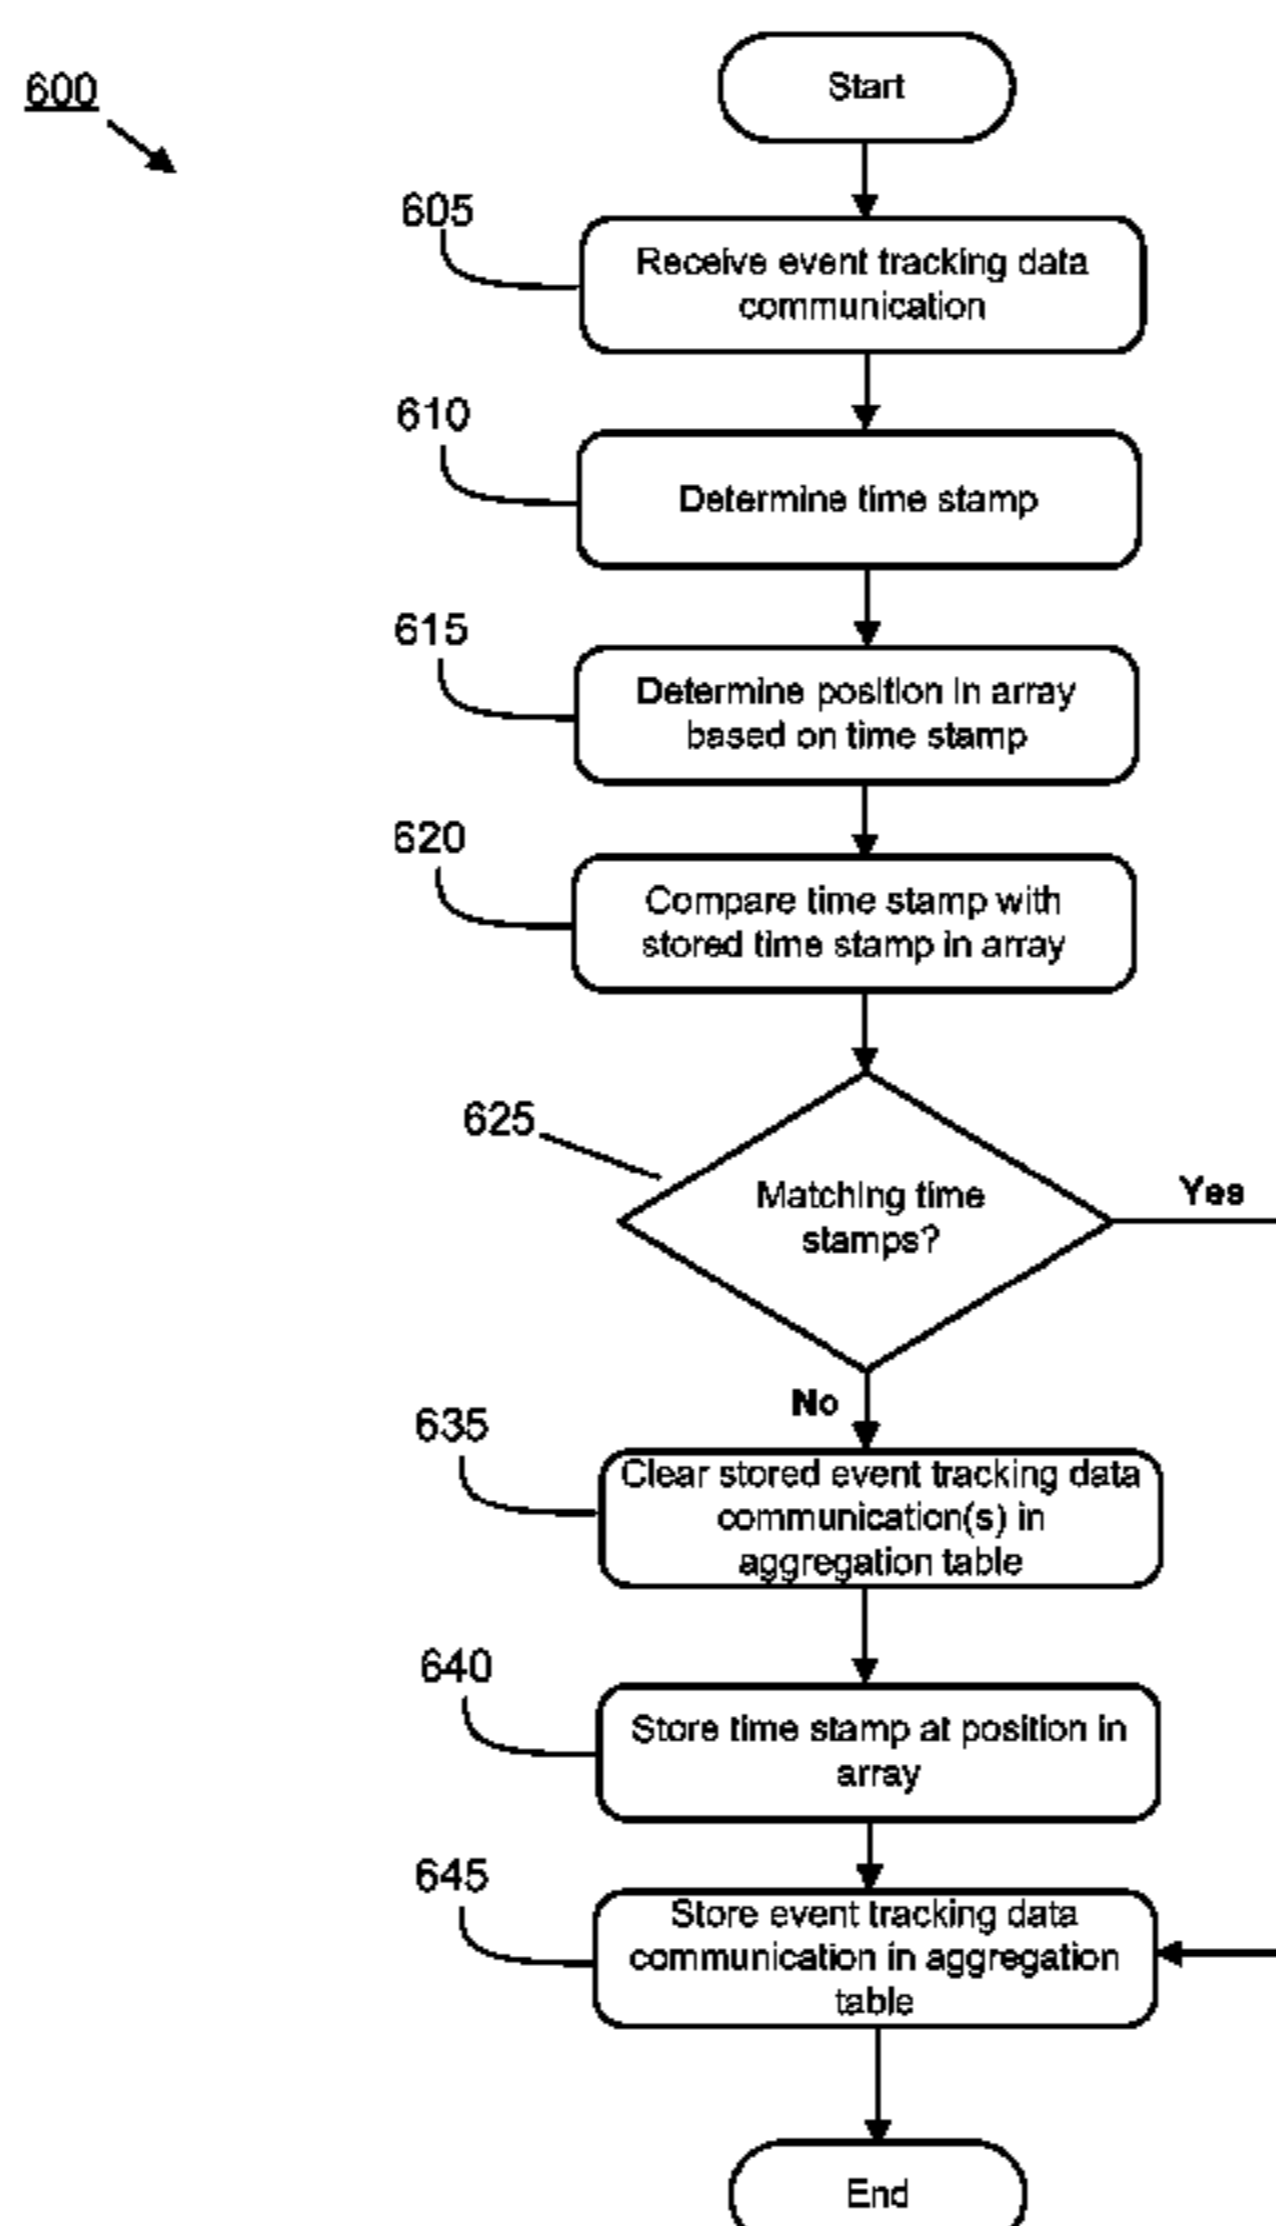 600
Start
605
Receive event tracking data
communication
610
Determine time stamp
615
Determine position in array
based on time stamp
620
Compare time stamp with
stored time stamp in array
625
Matching time
stamps?
Yes
No
635
Clear stored event tracking data
communication(s) in
aggregation table
640
Store time stamp at position in
array
645
Store event tracking data
communication in aggregation
table
End